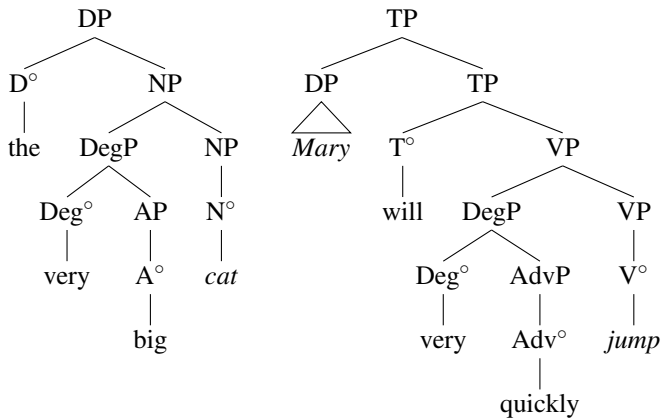 DP TP
D° NP DP TP
the DegP NP Mary T° VP
Deg° AP N° will DegP VP
very A° cat Deg° AdvP V°
big very Adv° jump
quickly